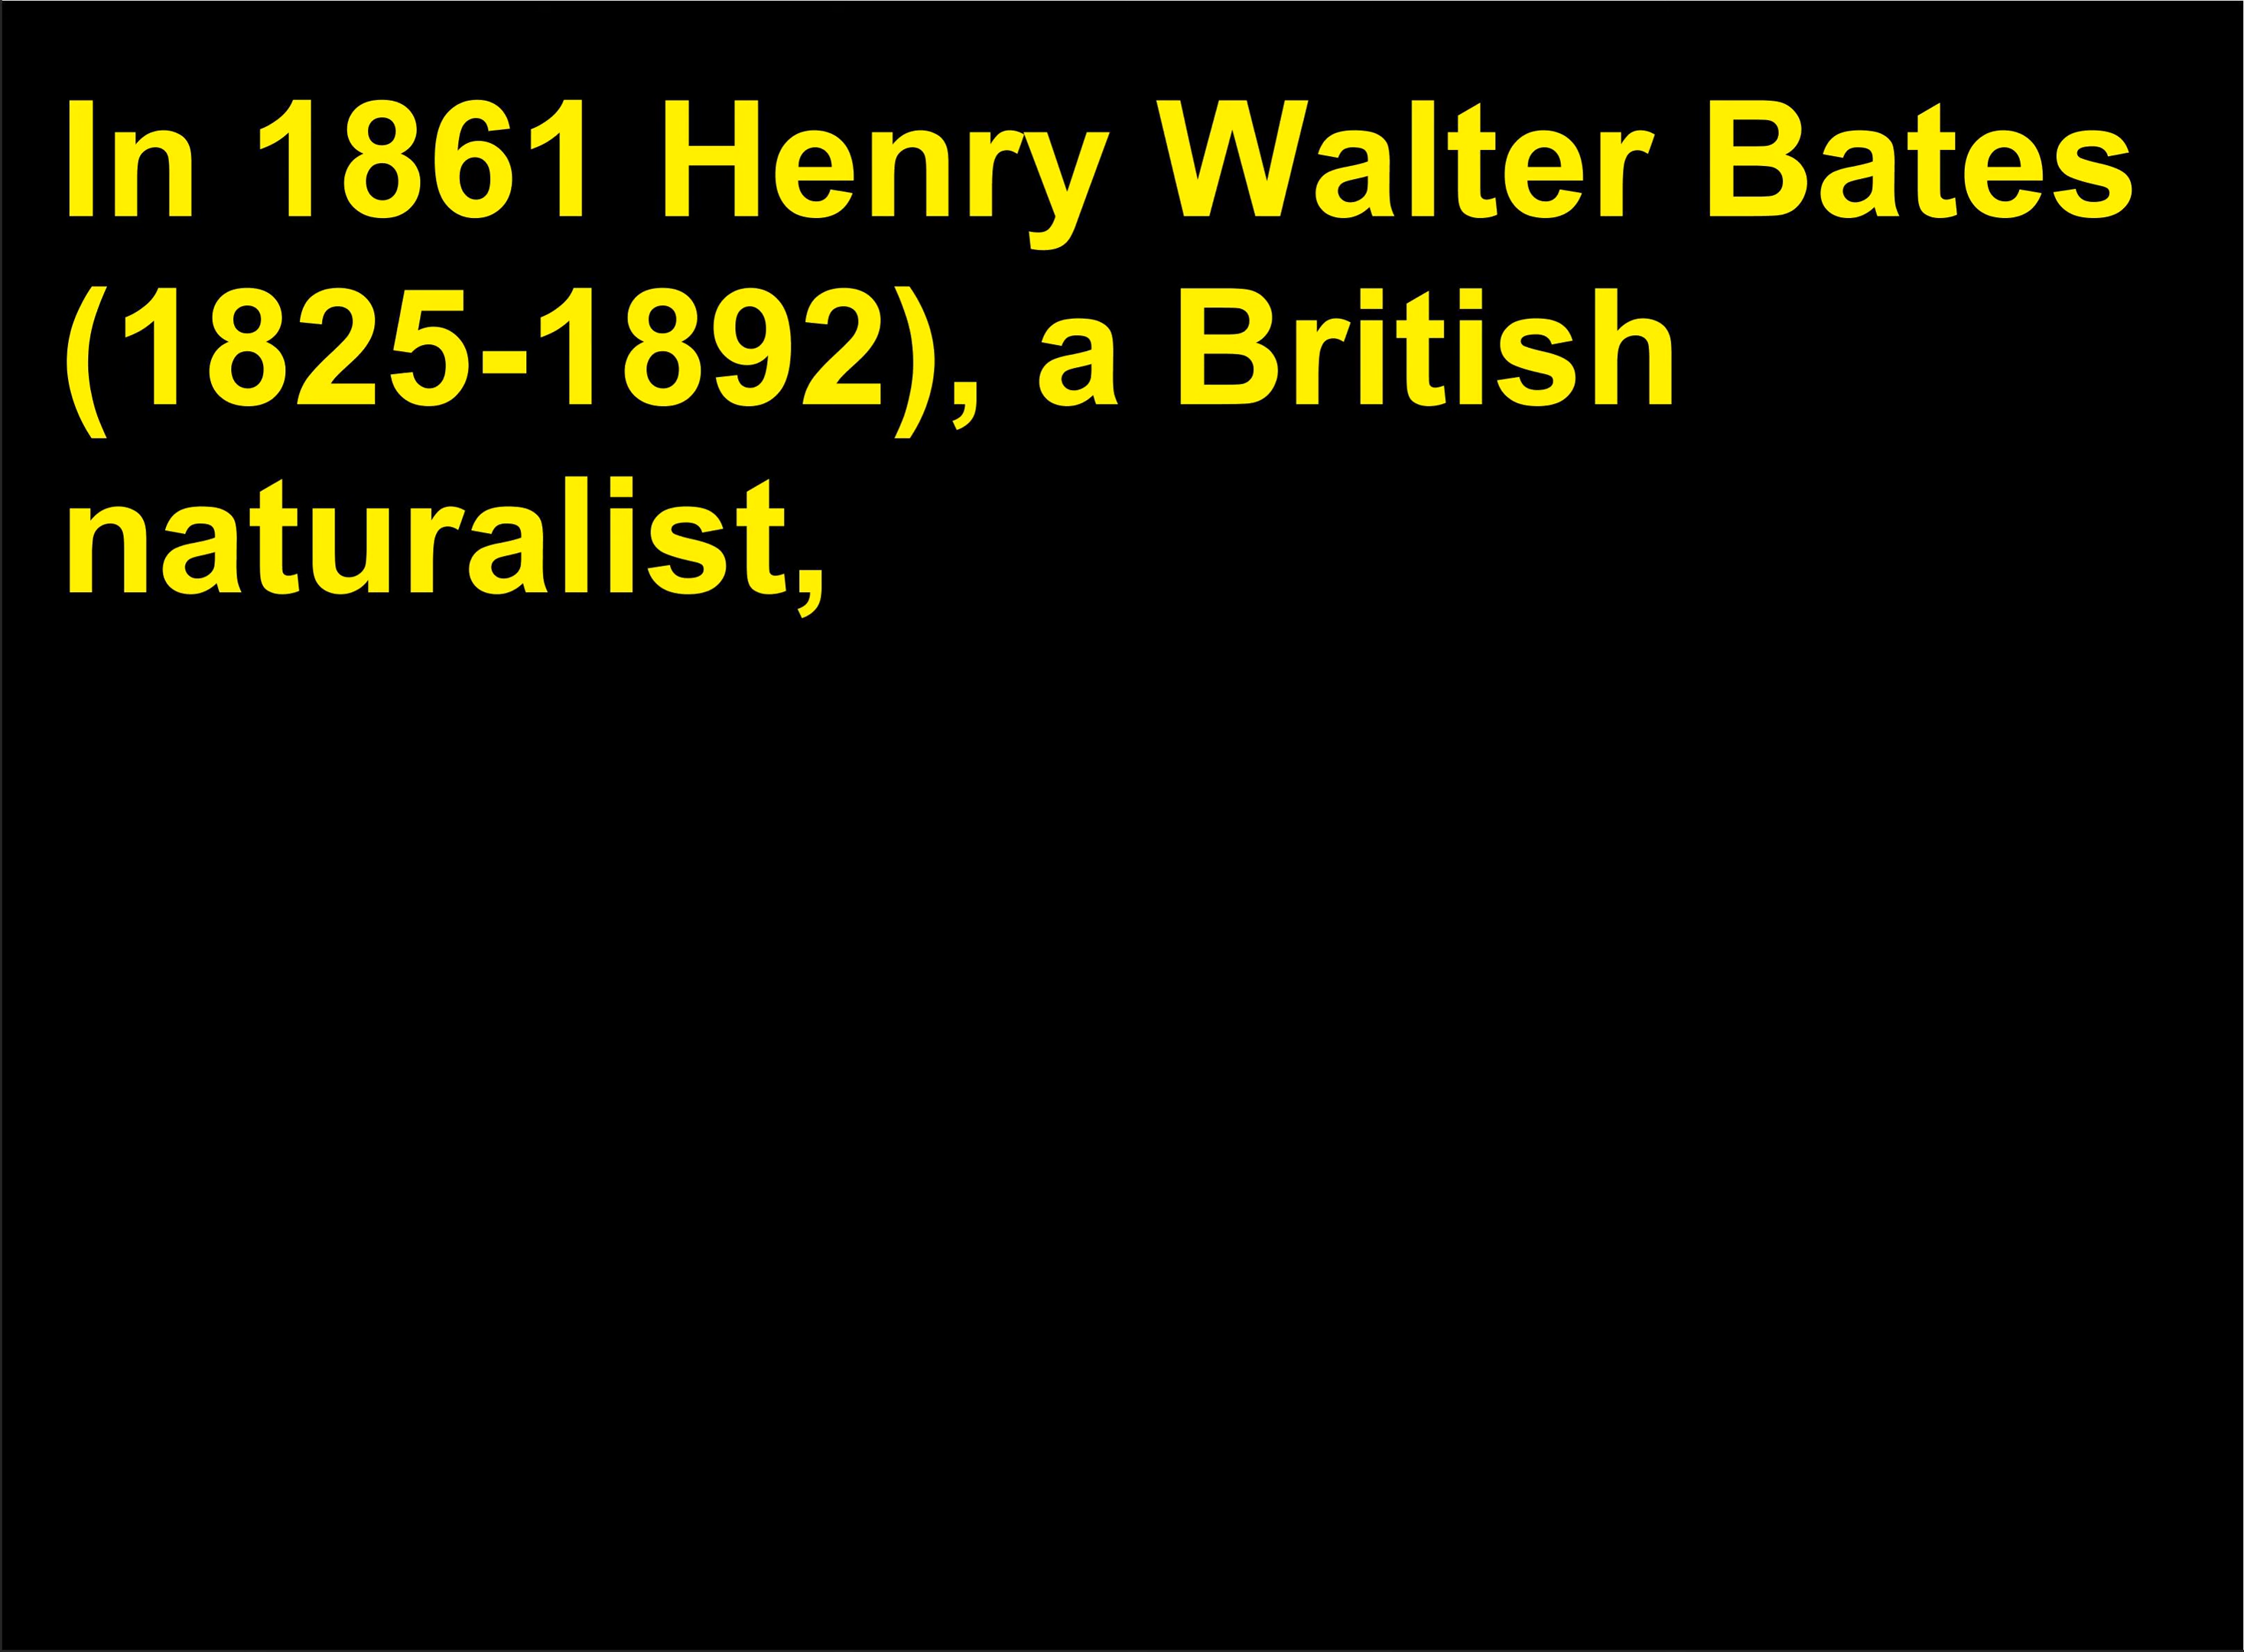 In 1861 Henry Walter Bates
(1825-1892), a British
naturalist,